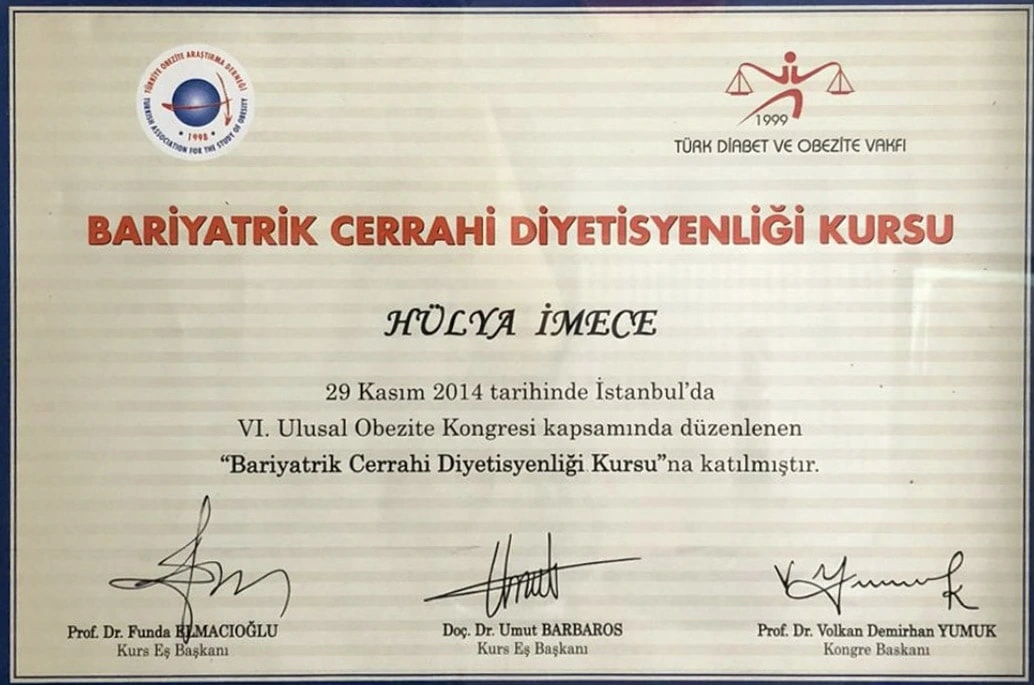 TÜRKİYE OBEZİTE ARAŞTIRMA DERNEĞİ
• 1998 •
TURKISH ASSOCIATION FOR THE STUDY OF OBESITY
1999
TÜRK DİABET VE OBEZİTE VAKFI
BARİYATRİK CERRAHİ DİYETİSYENLİĞİ KURSU
HÜLYA İMECE
29 Kasım 2014 tarihinde İstanbul'da
VI. Ulusal Obezite Kongresi kapsamında düzenlenen
“Bariyatrik Cerrahi Diyetisyenliği Kursu”na katılmıştır.
Prof. Dr. Funda ELMACIOĞLU
Kurs Eş Başkanı
Doç. Dr. Umut BARBAROS
Kurs Eş Başkanı
Prof. Dr. Volkan Demirhan YUMUK
Kongre Baskanı